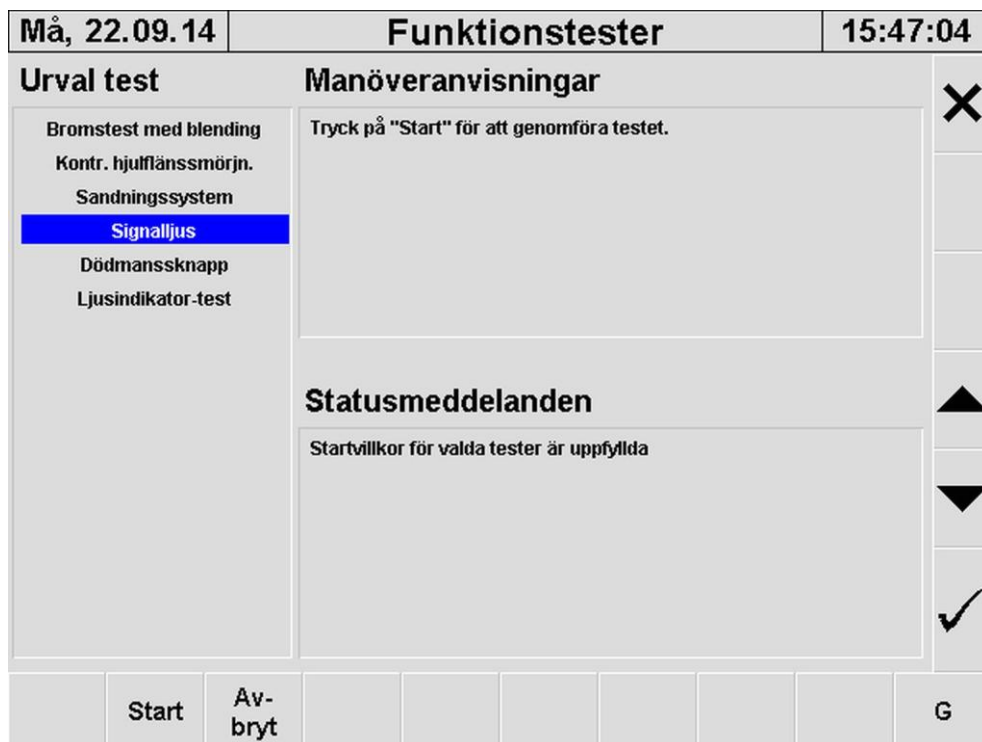 Må, 22.09.14
Funktionstester
15:47:04
Urval test
Bromstest med blending
Kontr. hjulflänssmörjn.
Sandningssystem
Signalljus
Dödmanssknapp
Ljusindikator-test
Manöveranvisningar
Tryck på "Start" för att genomföra testet.
Statusmeddelanden
Startvillkor för valda tester är uppfyllda
Start
Av-
bryt
G